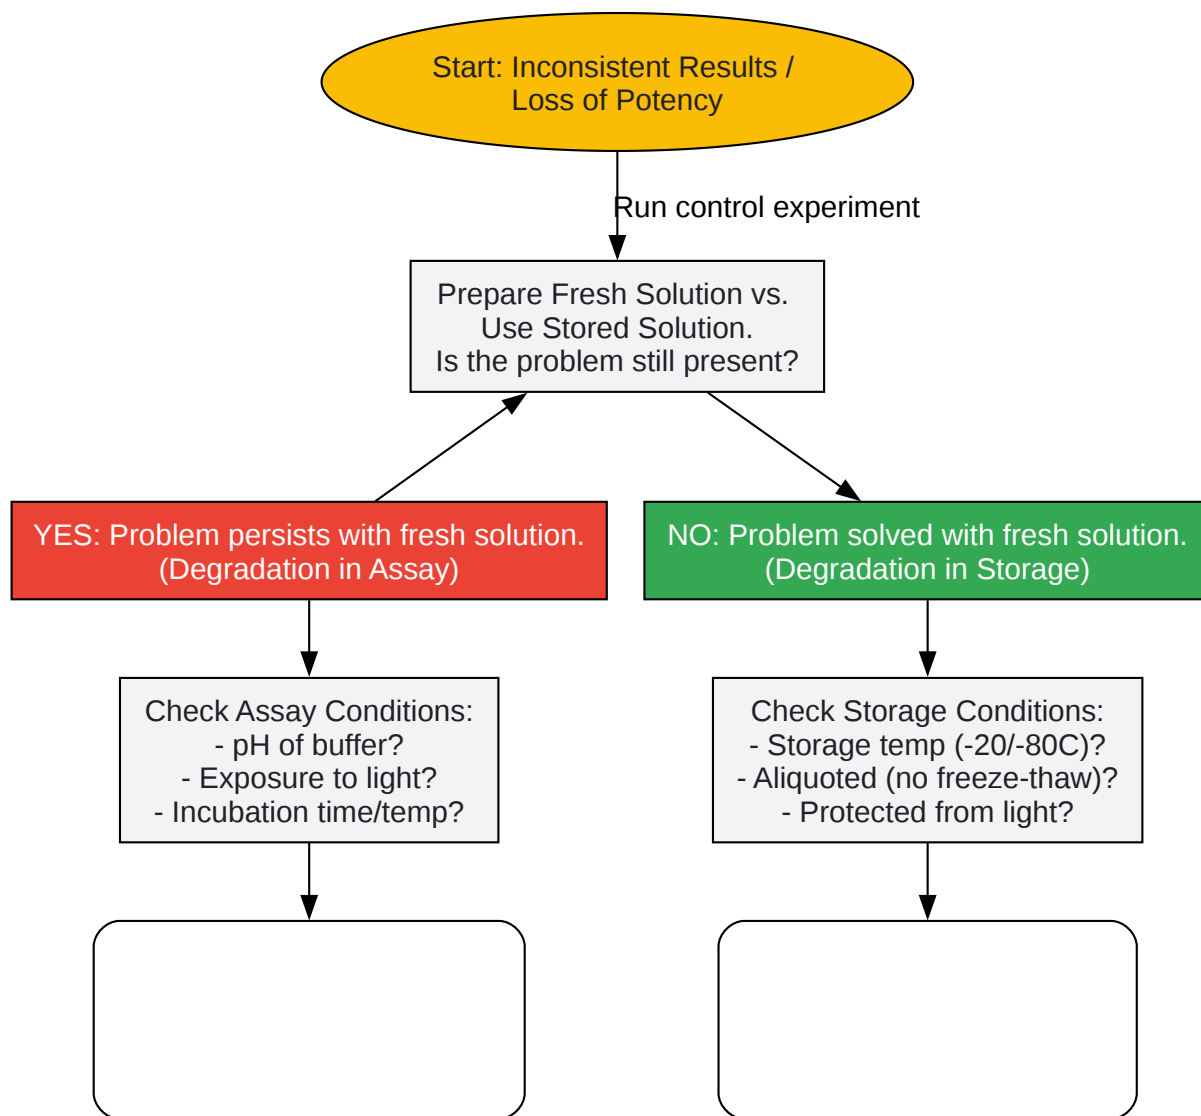 Start: Inconsistent Results /
Loss of Potency
Run control experiment
Prepare Fresh Solution vs.
Use Stored Solution.
Is the problem still present?
YES: Problem persists with fresh solution.
(Degradation in Assay)
NO: Problem solved with fresh solution.
(Degradation in Storage)
Check Assay Conditions:
- pH of buffer?
- Exposure to light?
- Incubation time/temp?
Check Storage Conditions:
- Storage temp (-20/-80C)?
- Aliquoted (no freeze-thaw)?
- Protected from light?